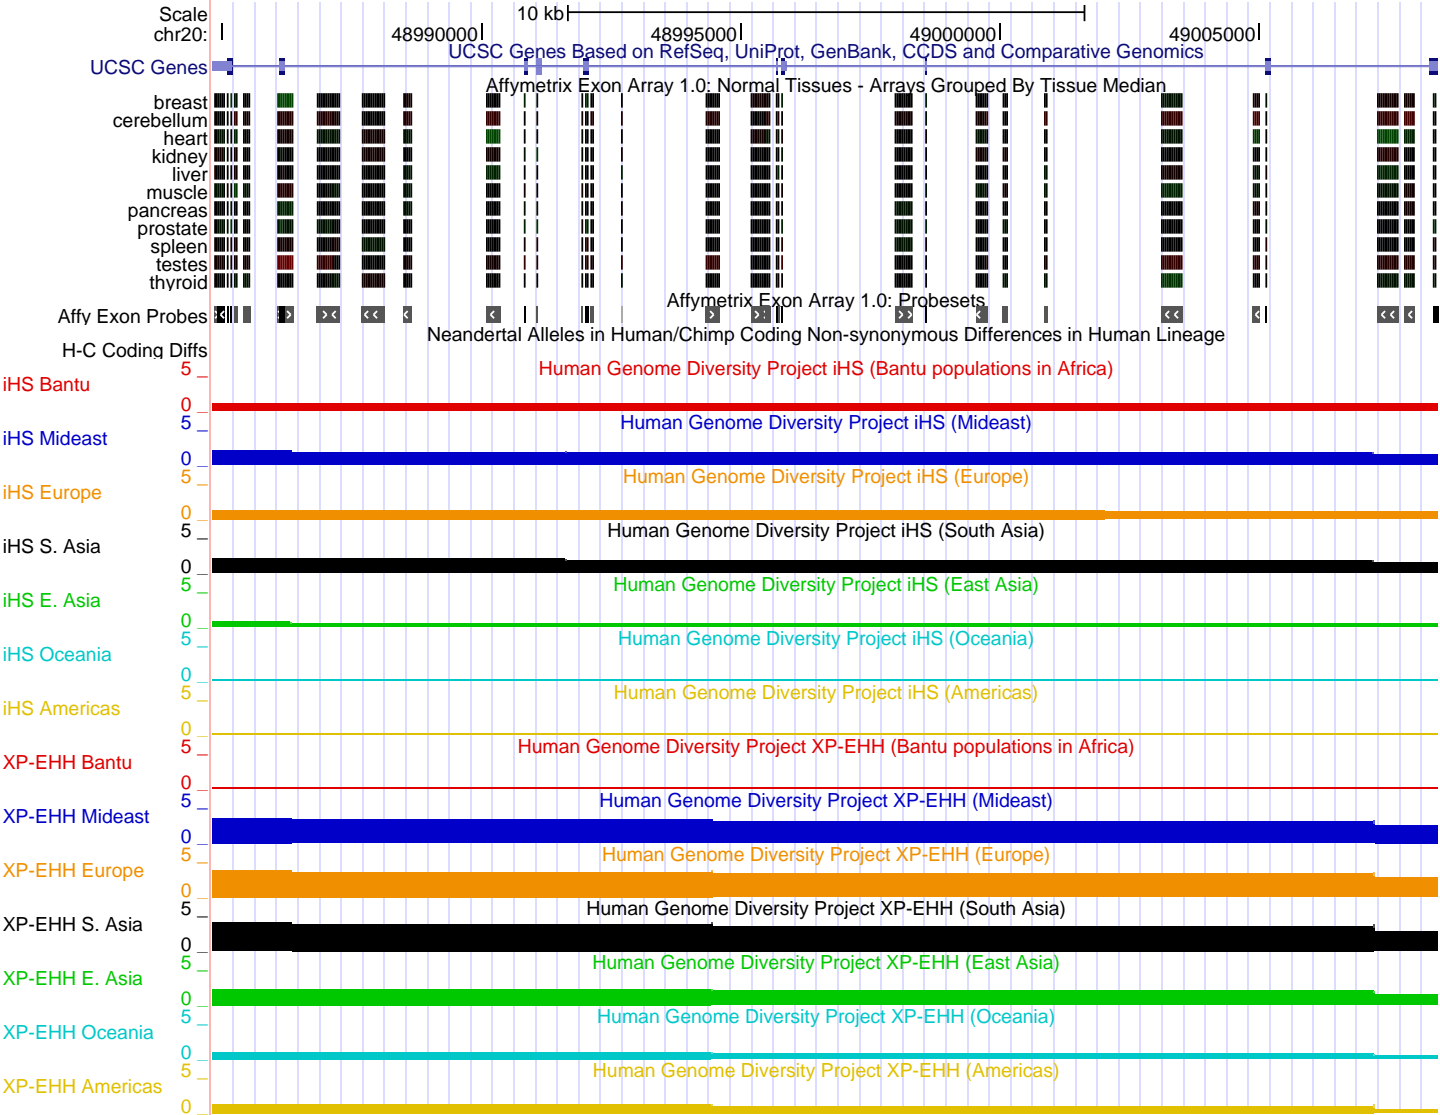 Scale 10 kb
chr20: 48990000 48995000 49000000 49005000
UCSC Genes Based on RefSeq, UniProt, GenBank, CCDS and Comparative Genomics
UCSC Genes
Affymetrix Exon Array 1.0: Normal Tissues - Arrays Grouped By Tissue Median
breast
cerebellum
heart
kidney
liver
muscle
pancreas
prostate
spleen
testes
thyroid
Affymetrix Exon Array 1.0: Probesets
Affy Exon Probes
Neandertal Alleles in Human/Chimp Coding Non-synonymous Differences in Human Lineage
H-C Coding Diffs
5 _ Human Genome Diversity Project iHS (Bantu populations in Africa)
iHS Bantu
0 _
5 _ Human Genome Diversity Project iHS (Mideast)
iHS Mideast
0 _
5 _ Human Genome Diversity Project iHS (Europe)
iHS Europe
0 _
5 _ Human Genome Diversity Project iHS (South Asia)
iHS S. Asia
0 _
5 _ Human Genome Diversity Project iHS (East Asia)
iHS E. Asia
0 _
5 _ Human Genome Diversity Project iHS (Oceania)
iHS Oceania
0 _
5 _ Human Genome Diversity Project iHS (Americas)
iHS Americas
0 _
5 _ Human Genome Diversity Project XP-EHH (Bantu populations in Africa)
XP-EHH Bantu
0 _
5 _ Human Genome Diversity Project XP-EHH (Mideast)
XP-EHH Mideast
0 _
5 _ Human Genome Diversity Project XP-EHH (Europe)
XP-EHH Europe
0 _
5 _ Human Genome Diversity Project XP-EHH (South Asia)
XP-EHH S. Asia
0 _
5 _ Human Genome Diversity Project XP-EHH (East Asia)
XP-EHH E. Asia
0 _
5 _ Human Genome Diversity Project XP-EHH (Oceania)
XP-EHH Oceania
0 _
5 _ Human Genome Diversity Project XP-EHH (Americas)
XP-EHH Americas
0 _